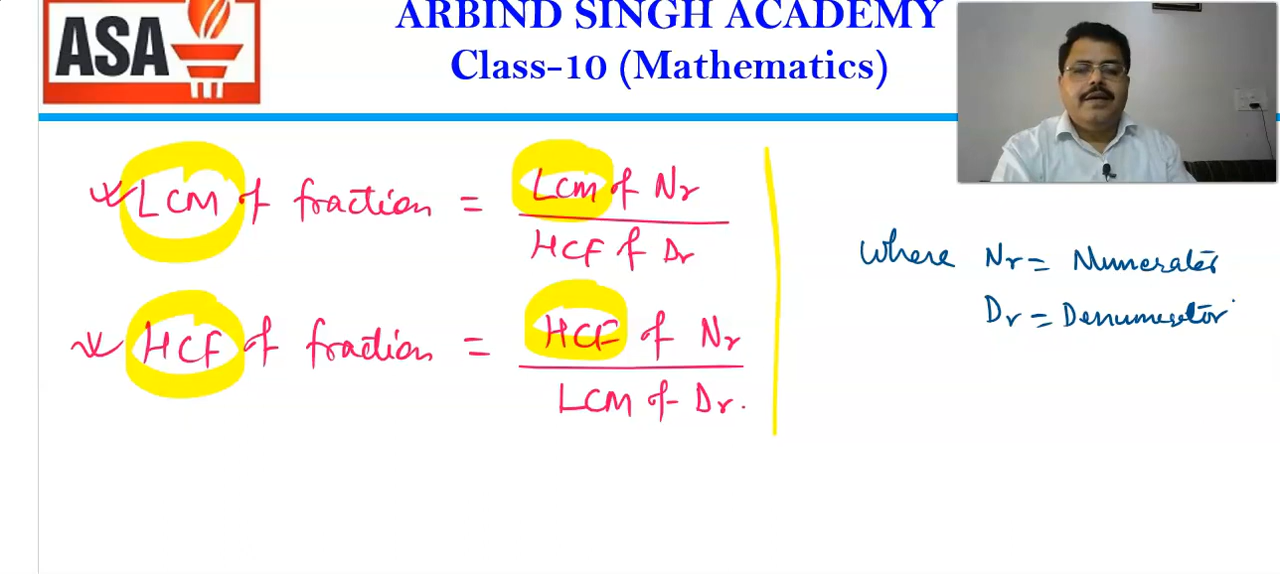 ASA
ARBIND SINGH ACADEMY
Class-10 (Mathematics)
LCM of fraction = LCM of Nr
HCF of Dr
HCF of fraction = HCF of Nr
LCM of Dr.
where Nr = Numerator
Dr = Denumerator